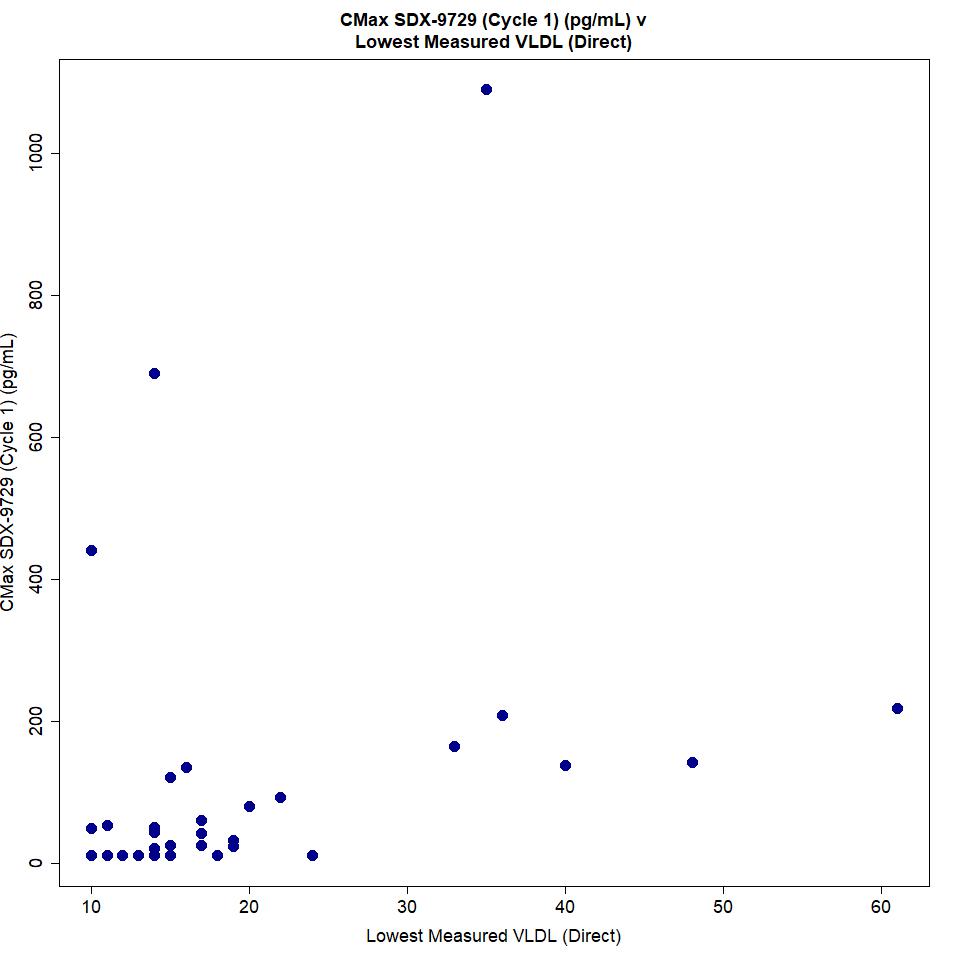 CMax SDX-9729 (Cycle 1) (pg/mL) v
Lowest Measured VLDL (Direct)
CMax SDX-9729 (Cycle 1) (pg/mL)
1000
800
600
400
200
0
10 20 30 40 50 60
Lowest Measured VLDL (Direct)